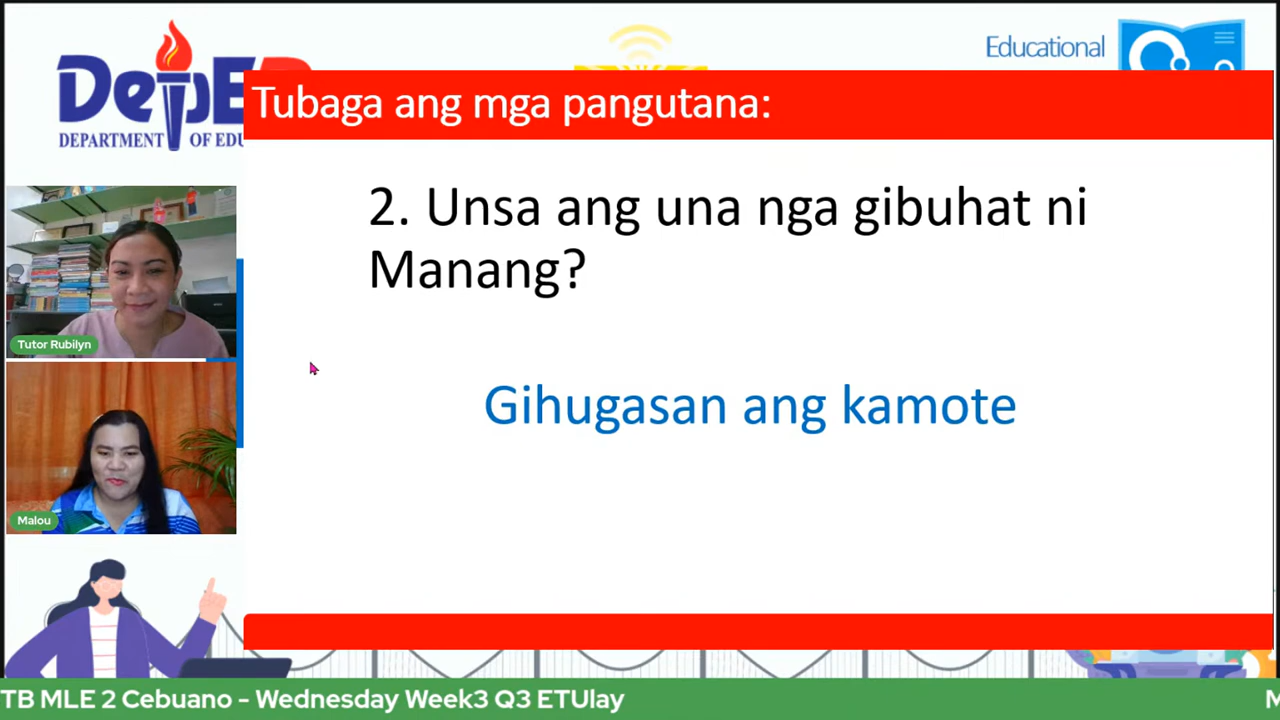 DepED
DEPARTMENT OF EDU
Educational
Tubaga ang mga pangutana:
2. Unsa ang una nga gibuhat ni
Manang?
Gihugasan ang kamote
Tutor Rubilyn
Malou
TB MLE 2 Cebuano - Wednesday Week3 Q3 ETUlay
M